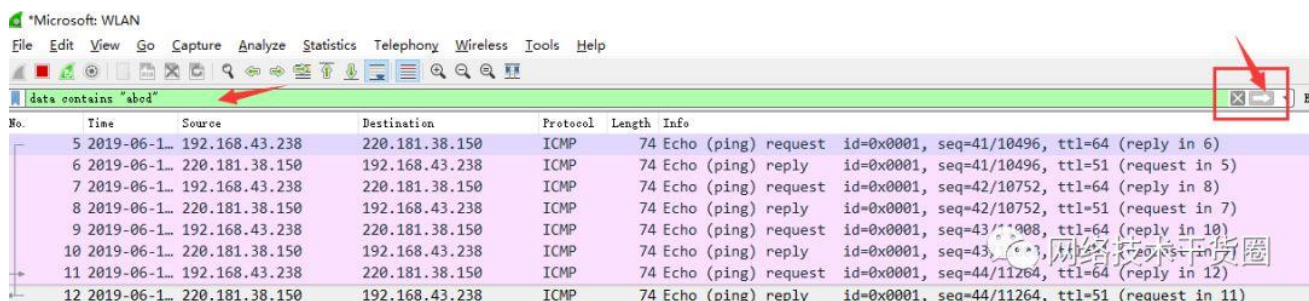 *Microsoft: WLAN
File Edit View Go Capture Analyze Statistics Telephony Wireless Tools Help
data contains "abcd"
No. Time Source Destination Protocol Length Info
5 2019-06-1… 192.168.43.238 220.181.38.150 ICMP 74 Echo (ping) request id=0x0001, seq=41/10496, ttl=64 (reply in 6)
6 2019-06-1… 220.181.38.150 192.168.43.238 ICMP 74 Echo (ping) reply id=0x0001, seq=41/10496, ttl=51 (request in 5)
7 2019-06-1… 192.168.43.238 220.181.38.150 ICMP 74 Echo (ping) request id=0x0001, seq=42/10752, ttl=64 (reply in 8)
8 2019-06-1… 220.181.38.150 192.168.43.238 ICMP 74 Echo (ping) reply id=0x0001, seq=42/10752, ttl=51 (request in 7)
9 2019-06-1… 192.168.43.238 220.181.38.150 ICMP 74 Echo (ping) request id=0x0001, seq=43/11008, ttl=64 (reply in 10)
10 2019-06-1… 220.181.38.150 192.168.43.238 ICMP 74 Echo (ping) reply id=0x0001,
网络技术干货圈
11 2019-06-1… 192.168.43.238 220.181.38.150 ICMP 74 Echo (ping) request id=0x0001, seq=44/11264, ttl=64 (reply in 12)
12 2019-06-1… 220.181.38.150 192.168.43.238 ICMP 74 Echo (ping) reply id=0x0001, seq=44/11264, ttl=51 (request in 11)